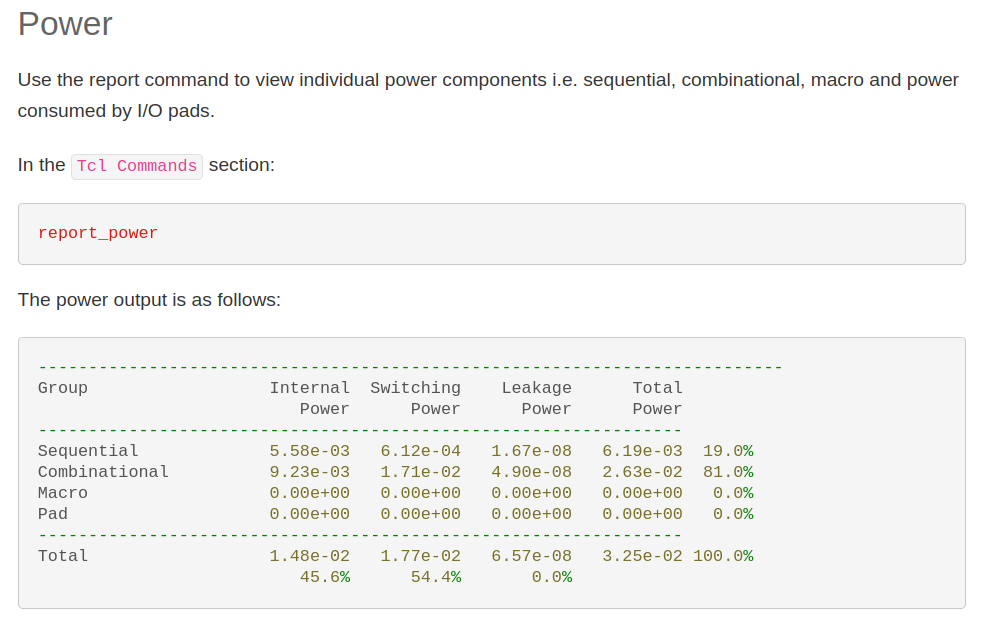 Power
Use the report command to view individual power components i.e. sequential, combinational, macro and power
consumed by I/O pads.
In the Tcl Commands section:
report_power
The power output is as follows:
--------------------------------------------------------------------------
Group                  Internal  Switching    Leakage      Total
                          Power      Power      Power      Power
----------------------------------------------------------------
Sequential             5.58e-03   6.12e-04   1.67e-08   6.19e-03  19.0%
Combinational          9.23e-03   1.71e-02   4.90e-08   2.63e-02  81.0%
Macro                  0.00e+00   0.00e+00   0.00e+00   0.00e+00   0.0%
Pad                    0.00e+00   0.00e+00   0.00e+00   0.00e+00   0.0%
----------------------------------------------------------------
Total                  1.48e-02   1.77e-02   6.57e-08   3.25e-02 100.0%
                          45.6%      54.4%       0.0%